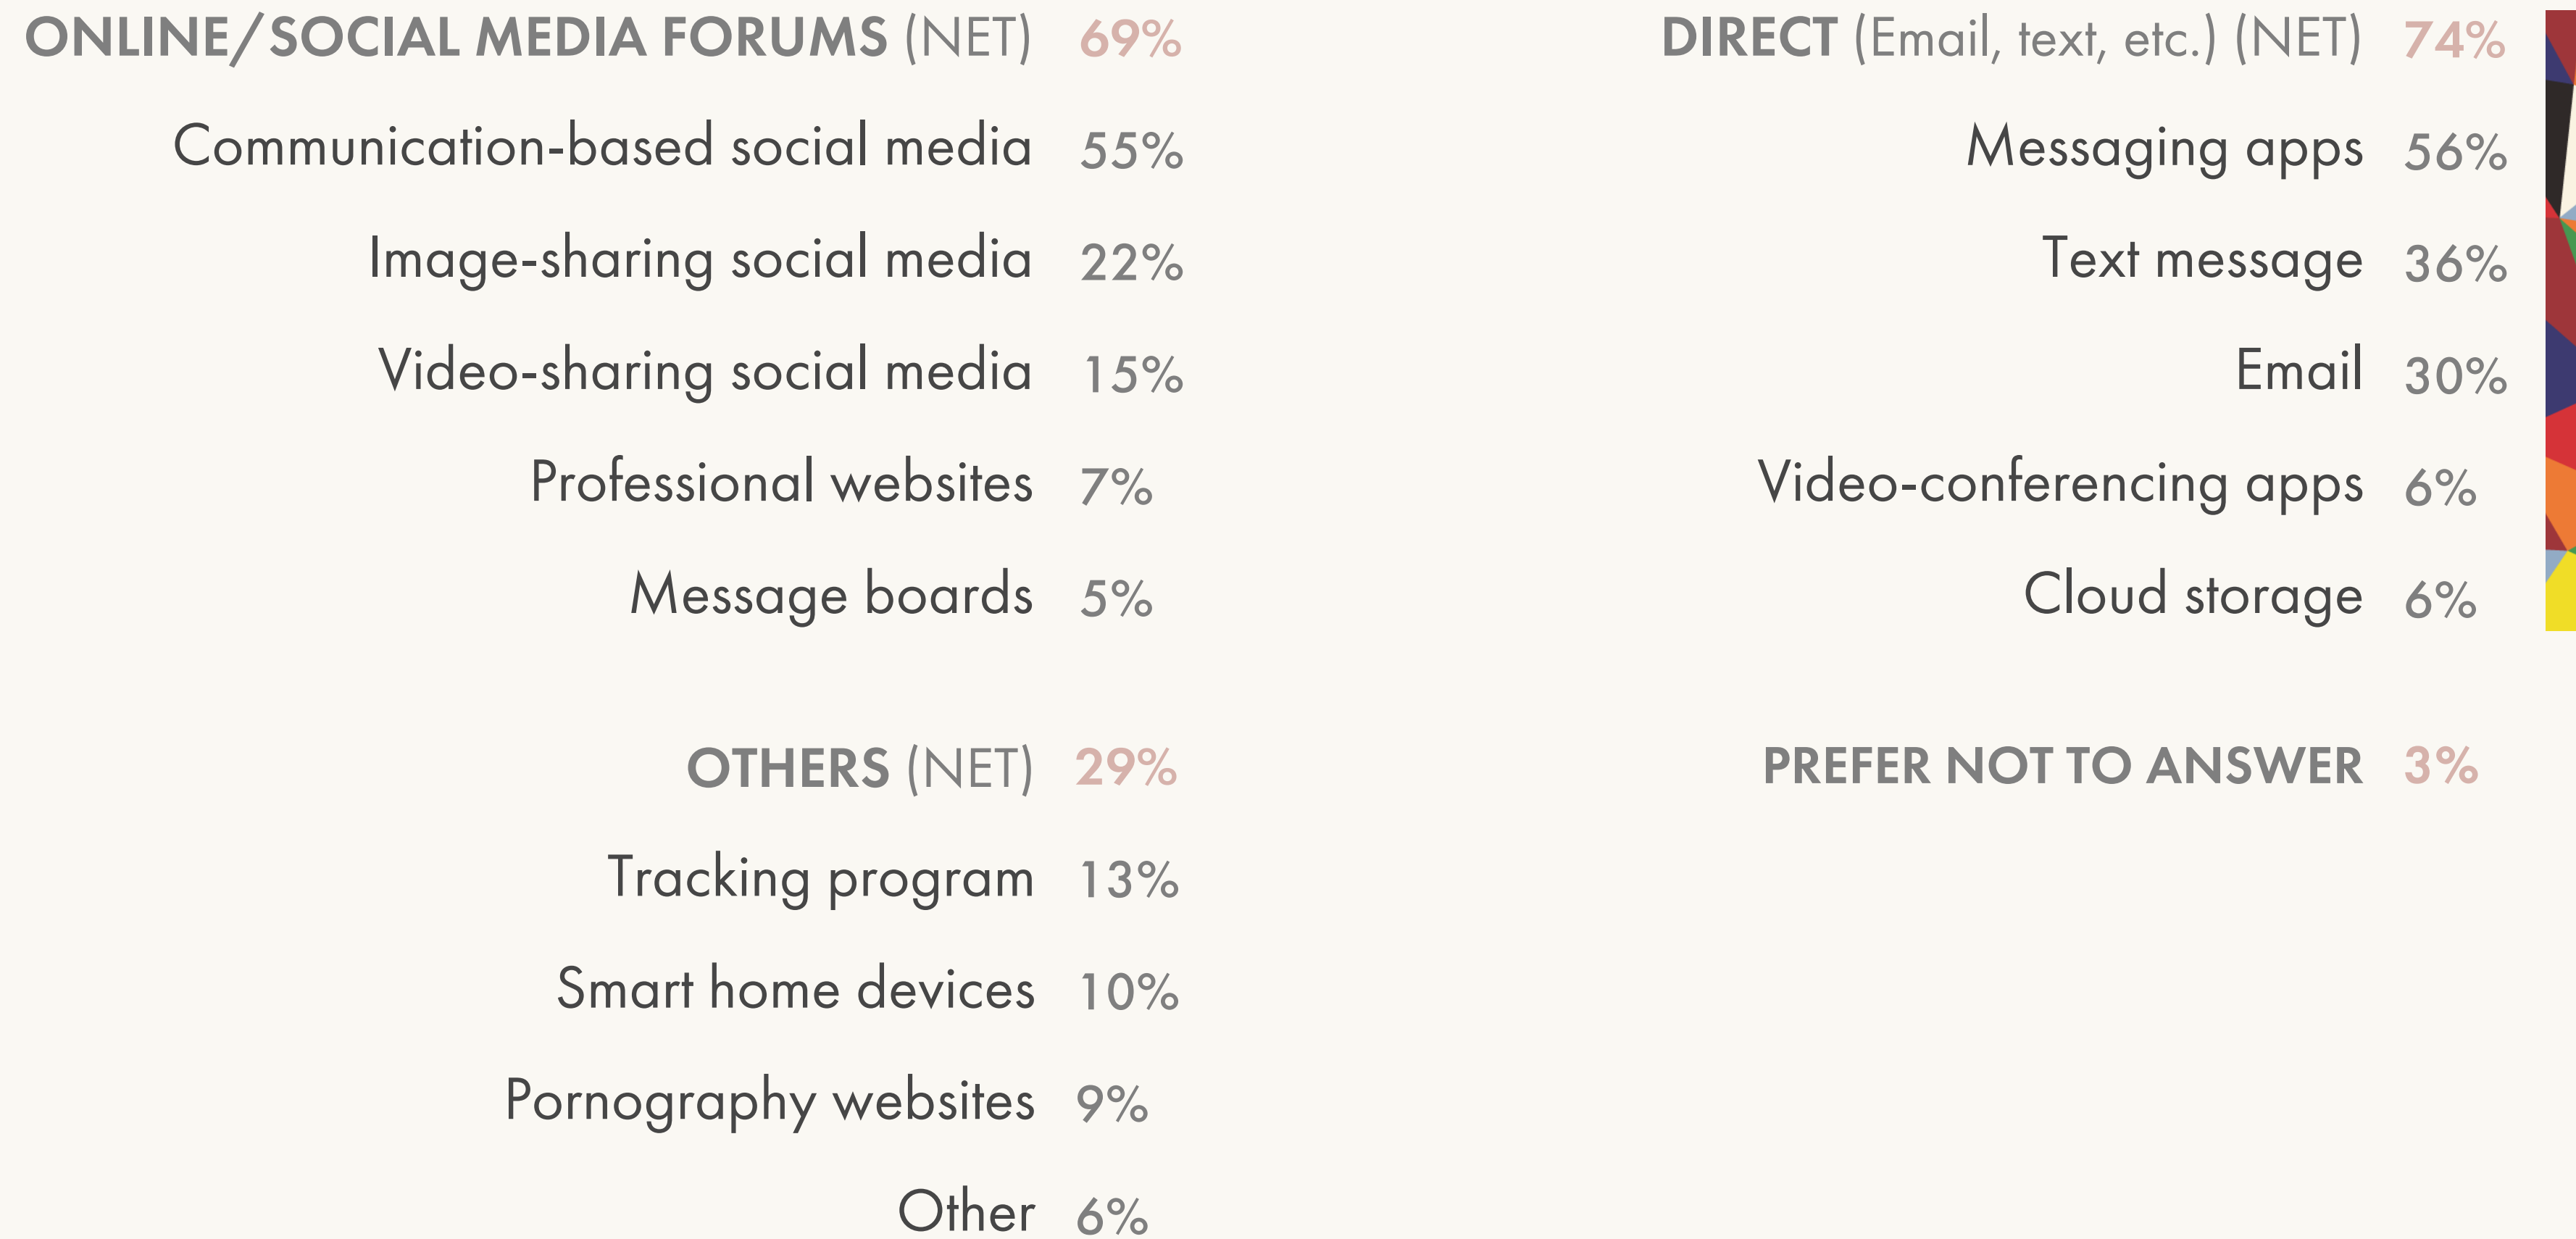 ONLINE/SOCIAL MEDIA FORUMS (NET) 69%
Communication-based social media 55%
Image-sharing social media 22%
Video-sharing social media 15%
Professional websites 7%
Message boards 5%
OTHERS (NET) 29%
Tracking program 13%
Smart home devices 10%
Pornography websites 9%
Other 6%
DIRECT (Email, text, etc.) (NET) 74%
Messaging apps 56%
Text message 36%
Email 30%
Video-conferencing apps 6%
Cloud storage 6%
PREFER NOT TO ANSWER 3%